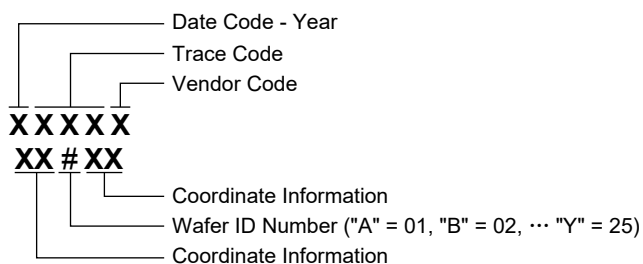 Date Code - Year
Trace Code
Vendor Code
XXXXX
XX # XX
Coordinate Information
Wafer ID Number ("A" = 01, "B" = 02, ··· "Y" = 25)
Coordinate Information